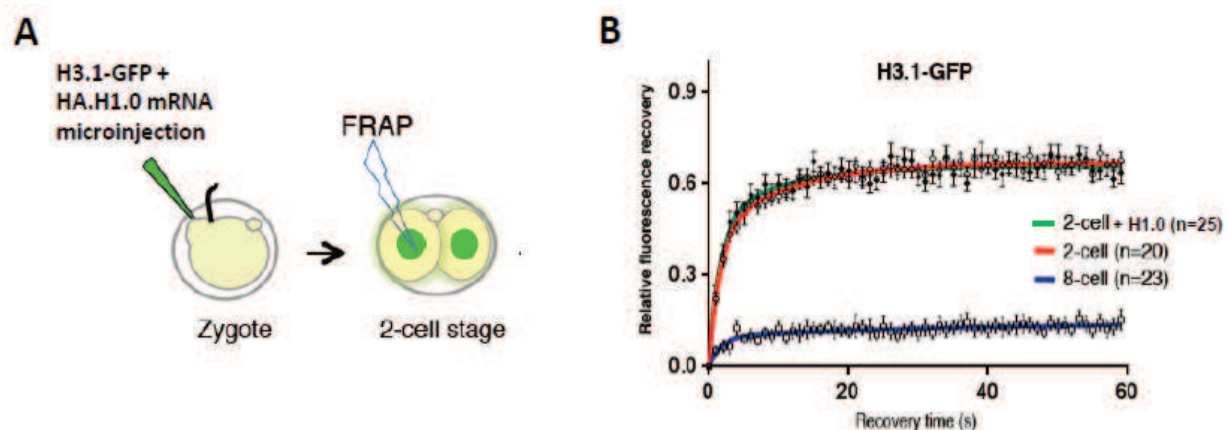 A
H3.1-GFP +
HA.H1.0 mRNA
microinjection
FRAP
Zygote
2-cell stage
B
H3.1-GFP
Relative fluorescence recovery
0.9
0.6
0.3
0.0
0
20
40
60
Recovery time (s)
2-cell + H1.0 (n=25)
2-cell (n=20)
8-cell (n=23)